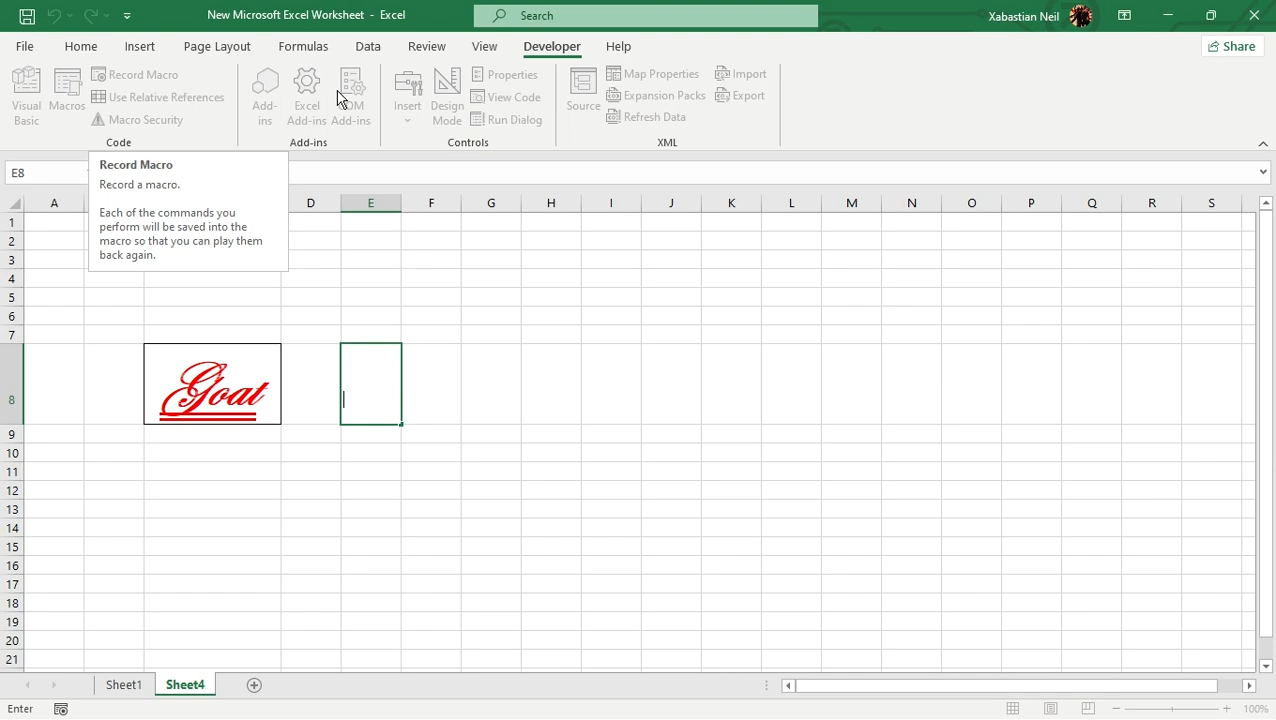 New Microsoft Excel Worksheet - Excel
Search
Xabastian Neil
File Home Insert Page Layout Formulas Data Review View Developer Help
Share
Visual Basic
Macros
Record Macro
Use Relative References
Macro Security
Code
Add-ins
Excel Add-ins
Add-ins
Add-ins
Insert
Design Mode
Properties
View Code
Run Dialog
Controls
Source
Map Properties
Expansion Packs
Refresh Data
Import
Export
XML
E8
Record Macro
Record a macro.
Each of the commands you
perform will be saved into the
macro so that you can play them
back again.
A D E F G H I J K L M N O P Q R S
1
2
3
4
5
6
7
8
Goat
9
10
11
12
13
14
15
16
17
18
19
20
21
Sheet1 Sheet4
Enter
100%